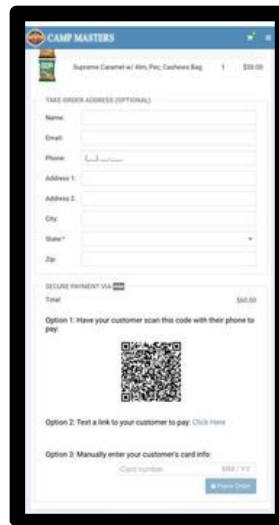 CAMP MASTERS
Supreme Caramel w/ Alm, Pec, Cashews Bag 1 $30.00
TAKE ORDER ADDRESS (OPTIONAL)
Name:
Email:
Phone: (___) ___-____
Address 1:
Address 2:
City:
State:*
Zip:
SECURE PAYMENT VIA
Total: $60.00
Option 1: Have your customer scan this code with their phone to
pay:
Option 2: Text a link to your customer to pay: Click Here
Option 3: Manually enter your customer's card info:
Card number MM / YY
Place Order